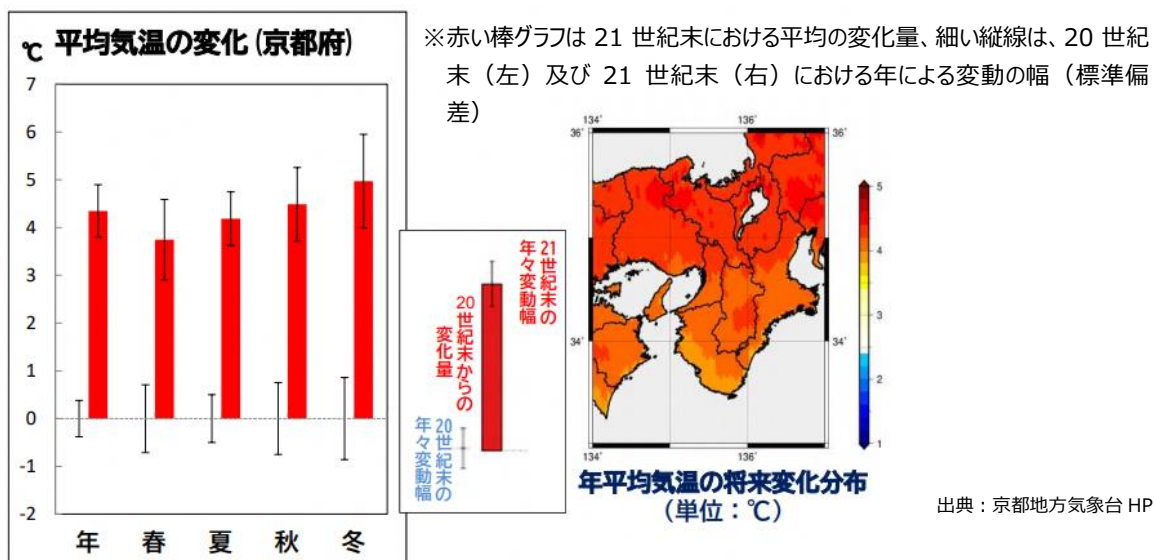 ℃ 平均気温の変化 (京都府)
7
6
5
4
3
2
1
0
-1
-2
年 春 夏 秋 冬
※赤い棒グラフは 21 世紀末における平均の変化量、細い縦線は、20 世紀
末（左）及び 21 世紀末（右）における年による変動の幅（標準偏
差）
21世紀末の
年々変動幅
20世紀末からの
変化量
20世紀末の
年々変動幅
134° 136°
36° 36°
34° 34°
134° 136°
5
4
3
2
1
年平均気温の将来変化分布
（単位：℃）
出典：京都地方気象台 HP